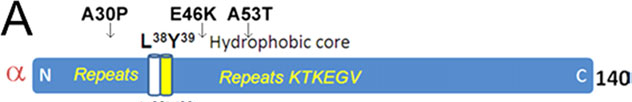 A
A30P E46K A53T
L38Y39 Hydrophobic core
α N Repeats Repeats KTKEGV C 140